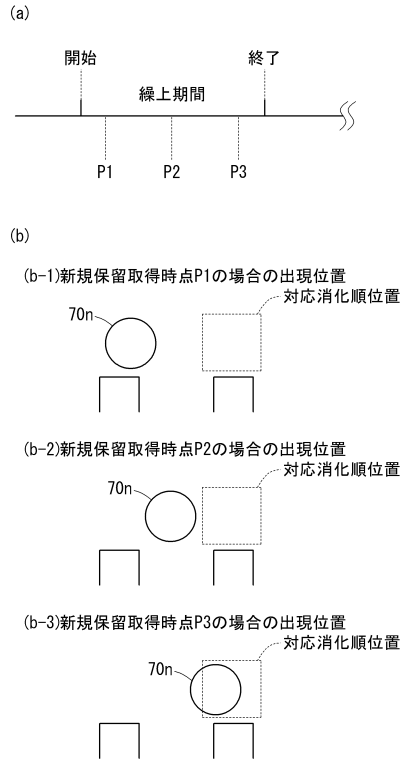 (a)
開始
終了
繰上期間
P1
P2
P3
(b)
(b-1)新規保留取得時点P1の場合の出現位置
対応消化順位置
70n
(b-2)新規保留取得時点P2の場合の出現位置
対応消化順位置
70n
(b-3)新規保留取得時点P3の場合の出現位置
対応消化順位置
70n